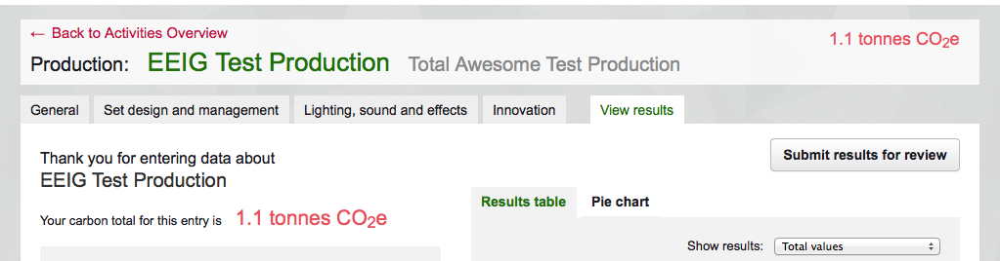 ← Back to Activities Overview
1.1 tonnes CO2e
Production: EEIG Test Production Total Awesome Test Production
General Set design and management Lighting, sound and effects Innovation View results
Thank you for entering data about
EEIG Test Production
Submit results for review
Your carbon total for this entry is 1.1 tonnes CO2e
Results table Pie chart
Show results: Total values